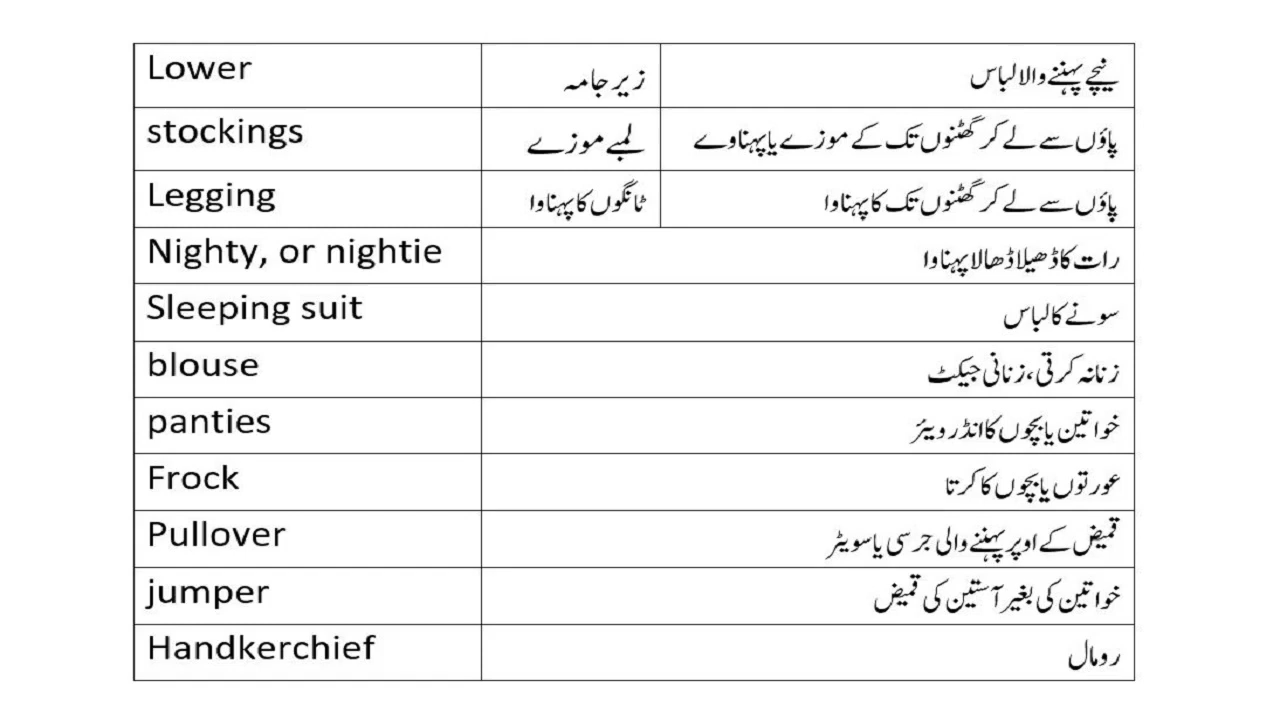 Lower زیر جامہ نیچے پہننے والا لباس
stockings لمبے موزے پاؤں سے لے کر گھٹنوں تک کے موزے یا پہناوے
Legging ٹانگوں کا پہناوا پاؤں سے لے کر گھٹنوں تک کا پہناوا
Nighty, or nightie رات کا ڈھیلا ڈھالا پہناوا
Sleeping suit سونے کا لباس
blouse زنانہ کرتی، زنانی جیکٹ
panties خواتین یا بچوں کا انڈر ویئر
Frock عورتوں یا بچوں کا کرتا
Pullover قمیض کے اوپر پہننے والی جرسی یا سویٹر
jumper خواتین کی بغیر آستین کی قمیض
Handkerchief رومال